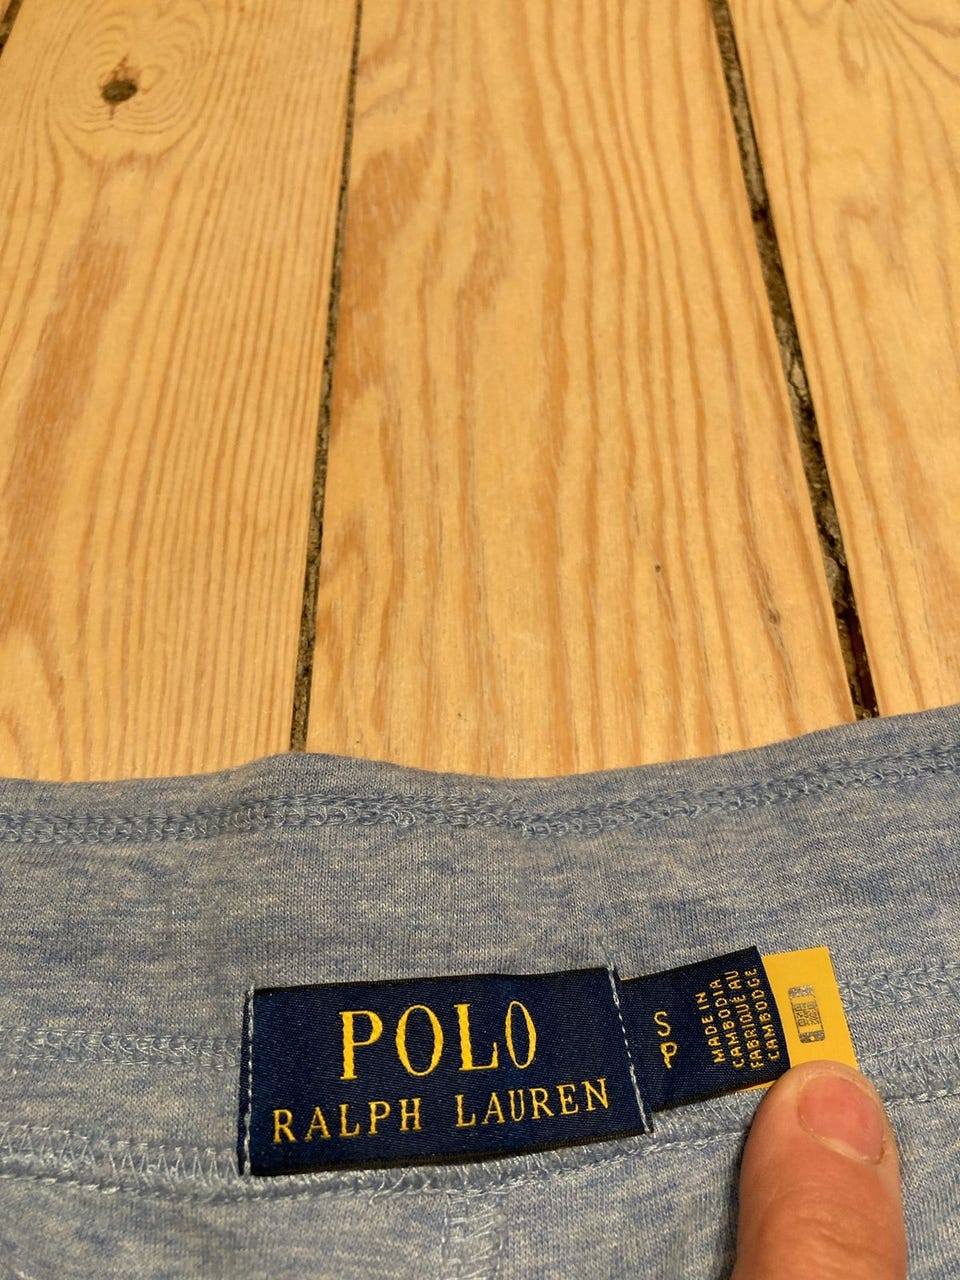 POLO
RALPH LAUREN
S
P
MADE IN
CAMBODIA
FABRIQUÉ AU
CAMBODGE